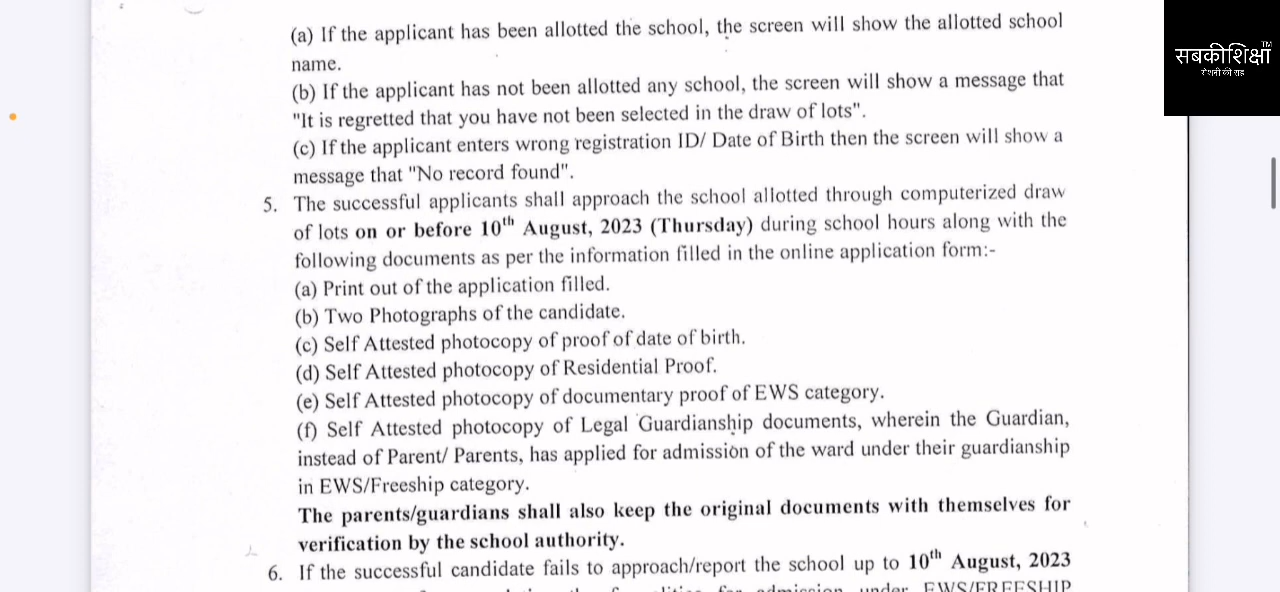 (a) If the applicant has been allotted the school, the screen will show the allotted school
name.
(b) If the applicant has not been allotted any school, the screen will show a message that
"It is regretted that you have not been selected in the draw of lots".
(c) If the applicant enters wrong registration ID/ Date of Birth then the screen will show a
message that "No record found".
5. The successful applicants shall approach the school allotted through computerized draw
of lots on or before 10th August, 2023 (Thursday) during school hours along with the
following documents as per the information filled in the online application form:-
(a) Print out of the application filled.
(b) Two Photographs of the candidate.
(c) Self Attested photocopy of proof of date of birth.
(d) Self Attested photocopy of Residential Proof.
(e) Self Attested photocopy of documentary proof of EWS category.
(f) Self Attested photocopy of Legal Guardianship documents, wherein the Guardian,
instead of Parent/ Parents, has applied for admission of the ward under their guardianship
in EWS/Freeship category.
The parents/guardians shall also keep the original documents with themselves for
verification by the school authority.
6. If the successful candidate fails to approach/report the school up to 10th August, 2023
for admission under EWS/FREESHIP
सबकीशिक्षा TM
रोशनी की राह